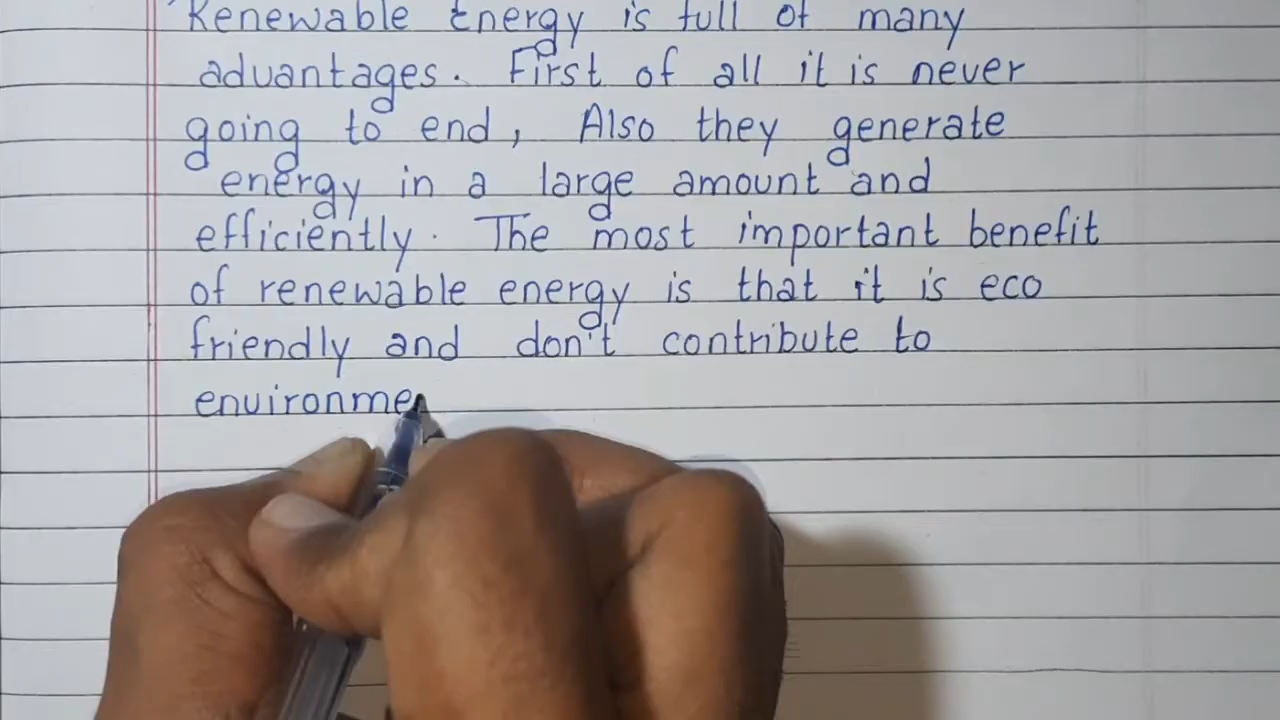 Renewable Energy is full of many
advantages. First of all it is never
going to end, Also they generate
energy in a large amount and
efficiently. The most important benefit
of renewable energy is that it is eco
friendly and don't contribute to
environme